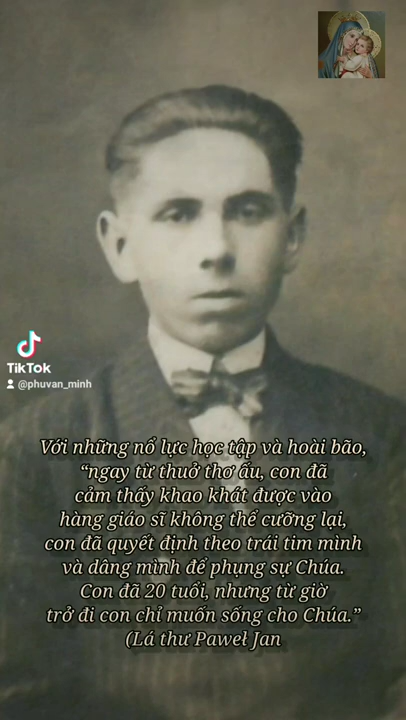 TikTok
@phuvan_minh
Với những nổ lực học tập và hoài bão,
“ngay từ thuở thơ ấu, con đã
cảm thấy khao khát được vào
hàng giáo sĩ không thể cưỡng lại,
con đã quyết định theo trái tim mình
và dâng mình để phụng sự Chúa.
Con đã 20 tuổi, nhưng từ giờ
trở đi con chỉ muốn sống cho Chúa.”
(Lá thư Paweł Jan